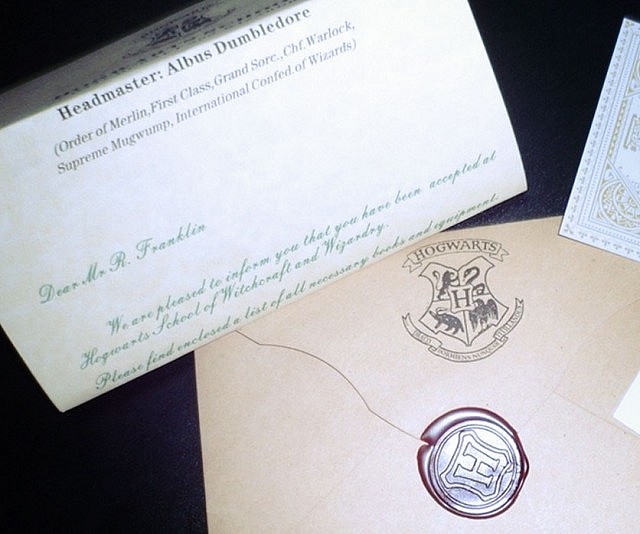 Headmaster: Albus Dumbledore
(Order of Merlin,First Class,Grand Sorc.,Chf.Warlock,
Supreme Mugwump, International Confed.of Wizards)
Dear Mr R. Franklin
We are pleased to inform you that you have been accepted at
Hogwarts School of Witchcraft and Wizardry.
Please find enclosed a list of all necessary books and equipment.
HOGWARTS
H
DRACO DORMIENS NUNQUAM TITILLANDUS
H